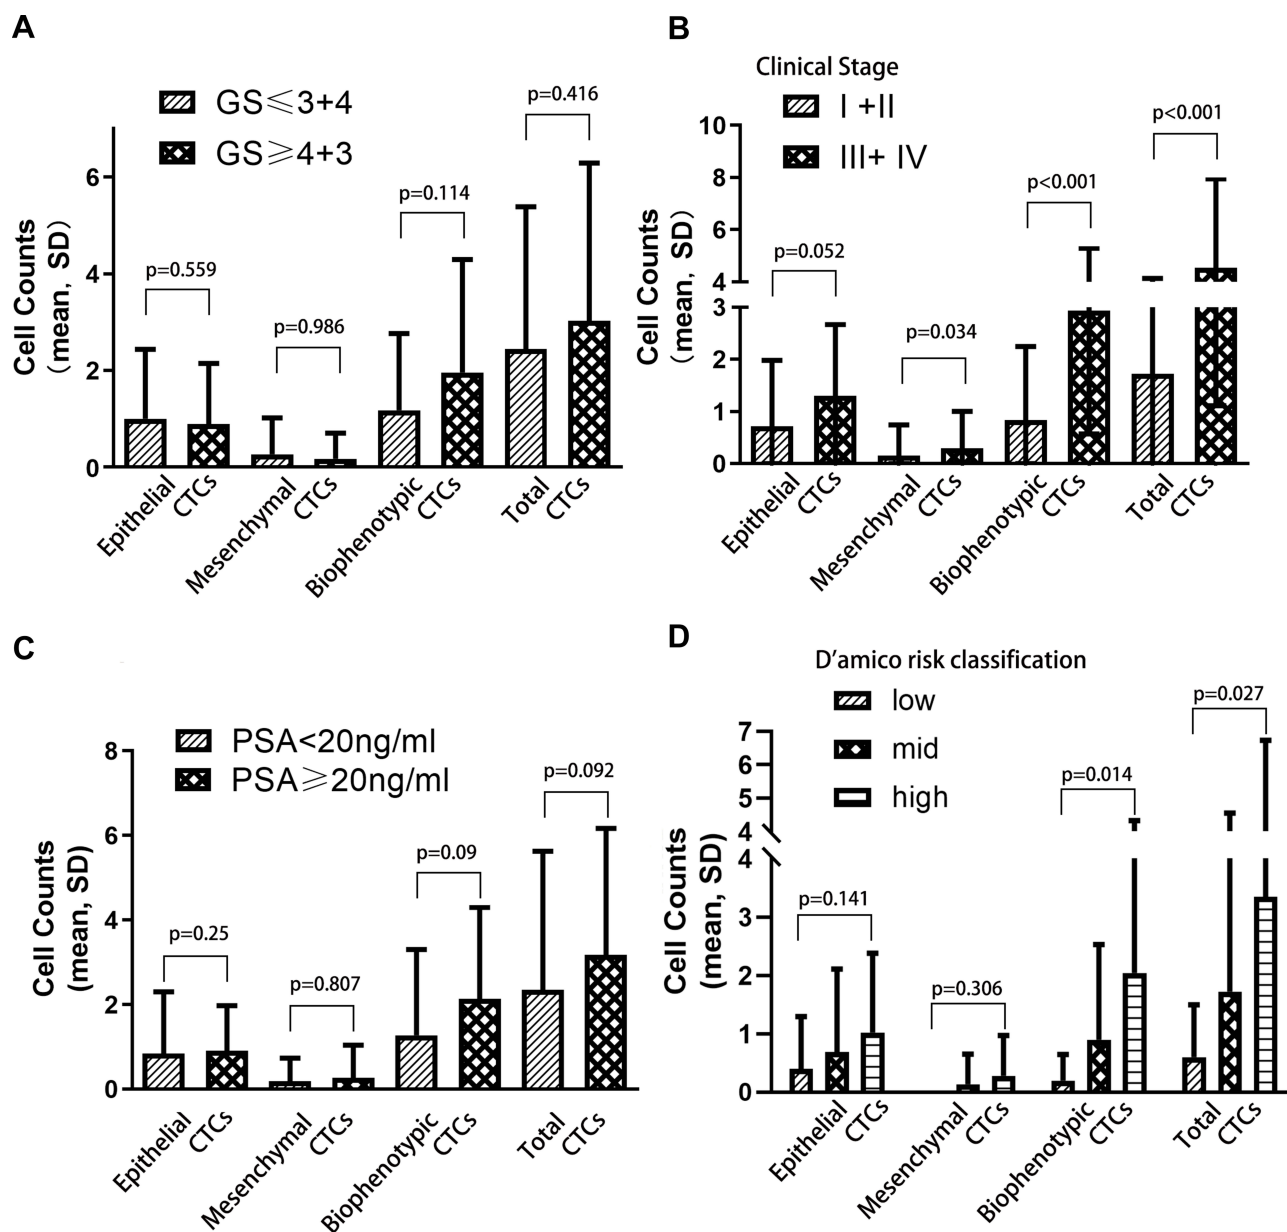 A
GS≤3+4
GS≥4+3
p=0.416
p=0.114
p=0.559
p=0.986
Cell Counts
(mean, SD)
6
4
2
0
Epithelial
CTCs
Mesenchymal
CTCs
Biophenotypic
CTCs
Total
CTCs
B
Clinical Stage
I +II
III+ IV
p<0.001
p<0.001
p=0.052
p=0.034
Cell Counts
(mean, SD)
10
8
6
4
3
2
1
0
Epithelial
CTCs
Mesenchymal
CTCs
Biophenotypic
CTCs
Total
CTCs
C
PSA<20ng/ml
PSA≥20ng/ml
p=0.092
p=0.09
p=0.25
p=0.807
Cell Counts
(mean, SD)
8
6
4
2
0
Epithelial
CTCs
Mesenchymal
CTCs
Biophenotypic
CTCs
Total
CTCs
D
D'amico risk classification
low
mid
high
p=0.027
p=0.014
p=0.141
p=0.306
Cell Counts
(mean, SD)
7
6
5
4
4
3
2
1
0
Epithelial
CTCs
Mesenchymal
CTCs
Biophenotypic
CTCs
Total
CTCs